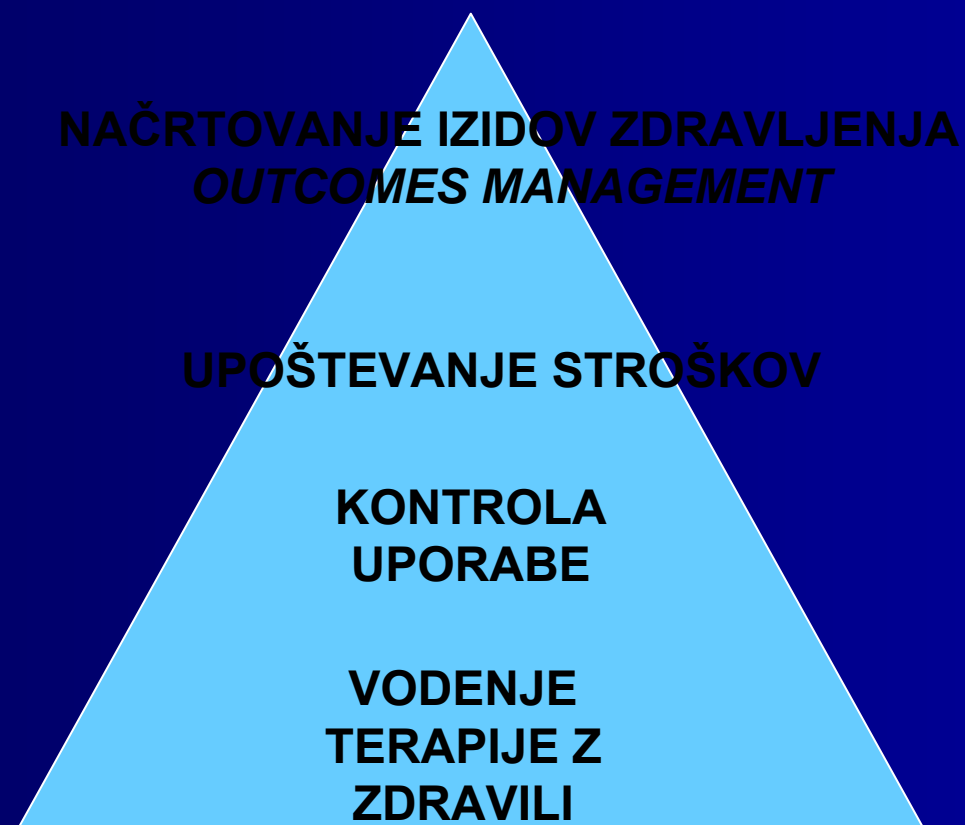 NAČRTOVANJE IZIDOV ZDRAVLJENJA
OUTCOMES MANAGEMENT
UPOŠTEVANJE STROŠKOV
KONTROLA
UPORABE
VODENJE
TERAPIJE Z
ZDRAVILI